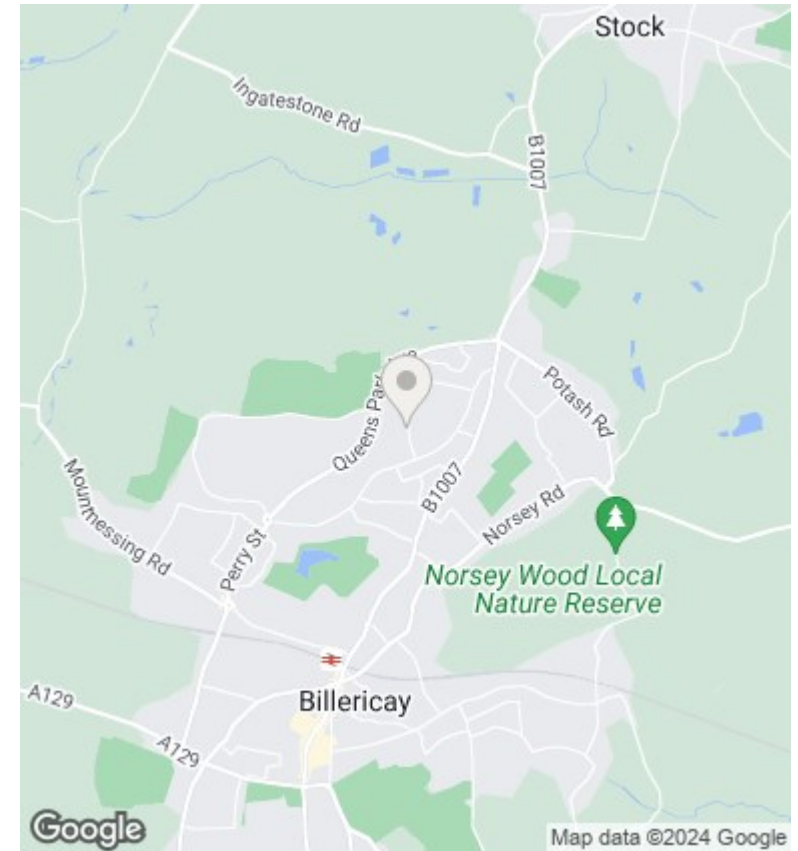 Stock
Ingatestone Rd
B1007
Queens Park Ave
Potash Rd
Mountnessing Rd
B1007
Norsey Rd
Perry St
Norsey Wood Local
Nature Reserve
Billericay
A129
A129
Google
Map data ©2024 Google